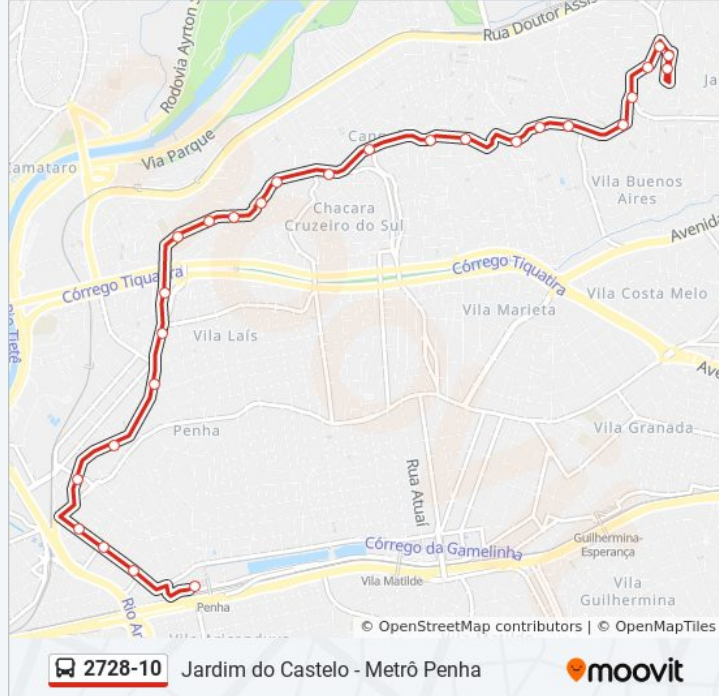 Rua Doutor Assis
Rodovia Ayrton S
Ja
Via Parque
Cang
amataro
Vila Buenos
Aires
Chacara
Cruzeiro do Sul
Avenida
Córrego Tiquatira
Córrego Tiquatira
Vila Costa Melo
Vila Marieta
Rio Tietê
Vila Laís
Ave
Penha
Vila Granada
Rua Atuaí
Córrego da Gamelinha
Guilhermina-
Esperança
Vila Matilde
Vila
Guilhermina
Penha
Rio Ar
© OpenStreetMap contributors | © OpenMapTiles
2728-10 Jardim do Castelo - Metrô Penha
moovit